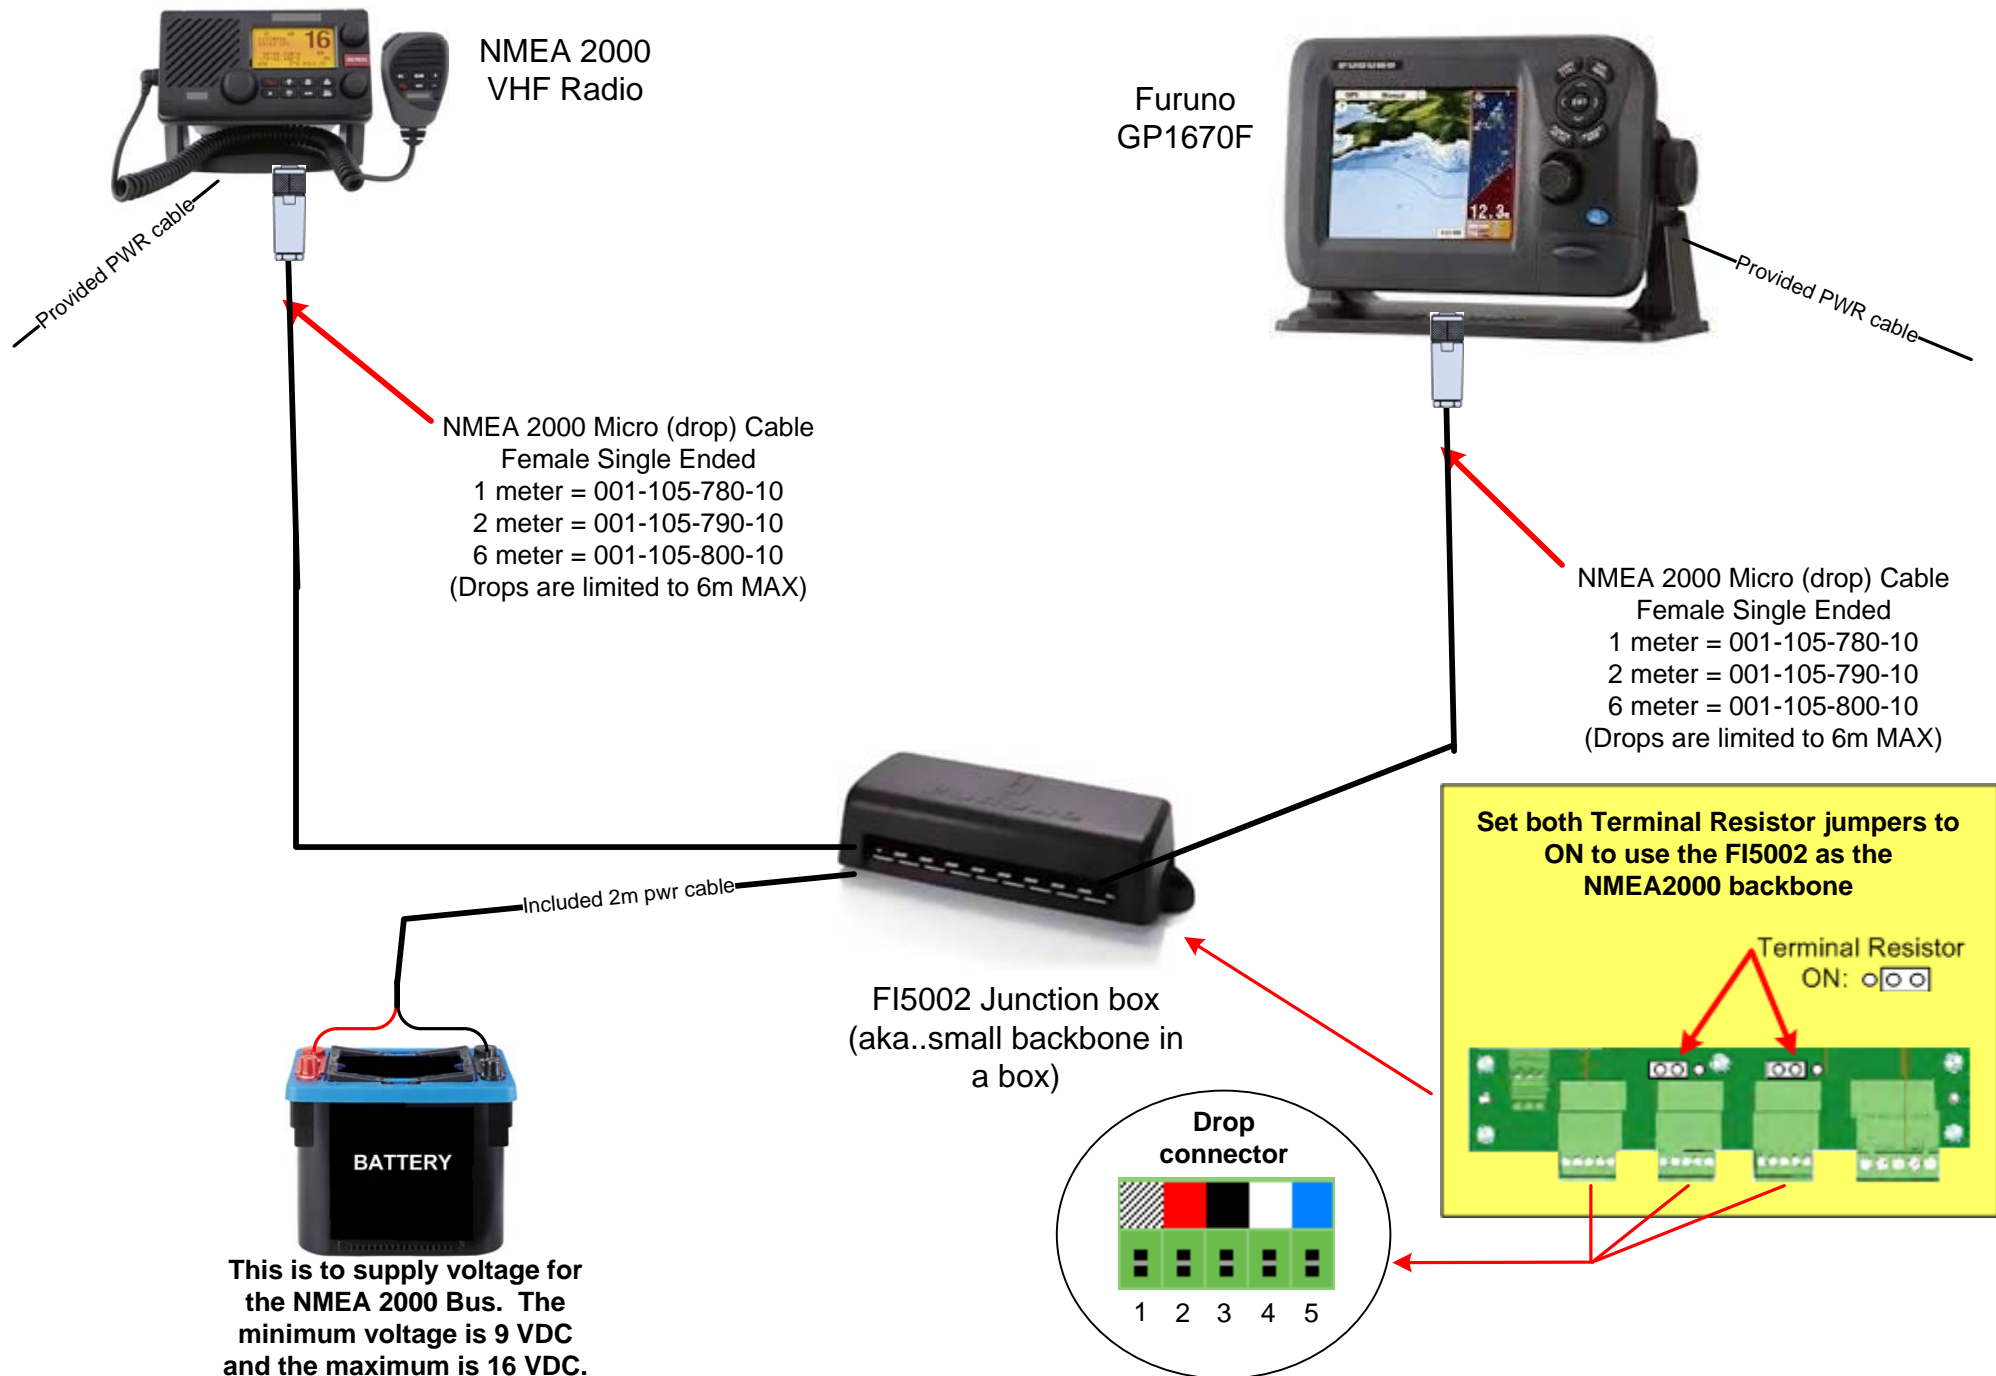 NMEA 2000
VHF Radio
16
Provided PWR cable
Furuno
GP1670F
FURUNO
12.3
Provided PWR cable
NMEA 2000 Micro (drop) Cable
Female Single Ended
1 meter = 001-105-780-10
2 meter = 001-105-790-10
6 meter = 001-105-800-10
(Drops are limited to 6m MAX)
NMEA 2000 Micro (drop) Cable
Female Single Ended
1 meter = 001-105-780-10
2 meter = 001-105-790-10
6 meter = 001-105-800-10
(Drops are limited to 6m MAX)
FURUNO
Included 2m pwr cable
FI5002 Junction box
(aka..small backbone in
a box)
Set both Terminal Resistor jumpers to
ON to use the FI5002 as the
NMEA2000 backbone
Terminal Resistor
ON:
Drop
connector
1 2 3 4 5
BATTERY
This is to supply voltage for
the NMEA 2000 Bus. The
minimum voltage is 9 VDC
and the maximum is 16 VDC.